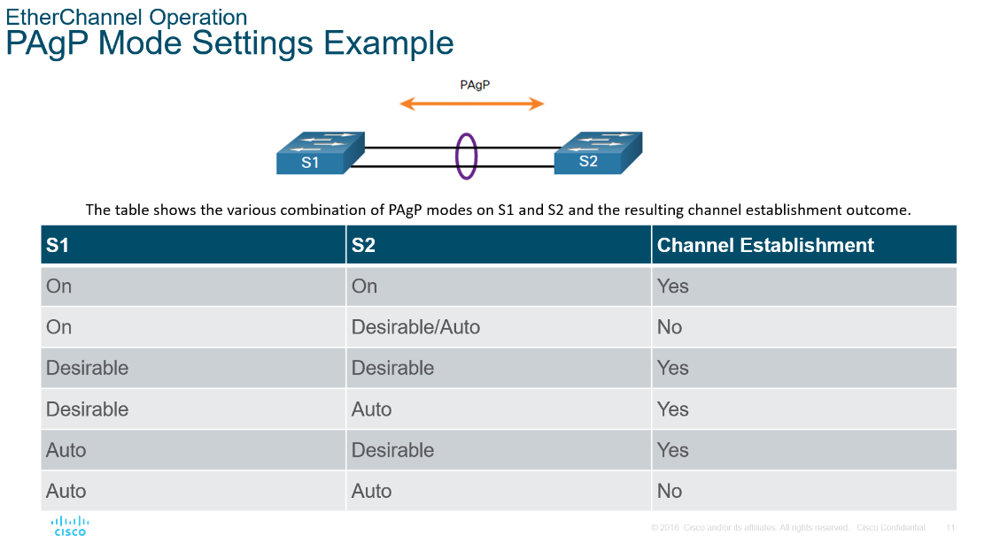 EtherChannel Operation
PAgP Mode Settings Example
PAgP
S1
S2
The table shows the various combination of PAgP modes on S1 and S2 and the resulting channel establishment outcome.
S1 S2 Channel Establishment
On On Yes
On Desirable/Auto No
Desirable Desirable Yes
Desirable Auto Yes
Auto Desirable Yes
Auto Auto No
CISCO
© 2016 Cisco and/or its affiliates. All rights reserved. Cisco Confidential 11